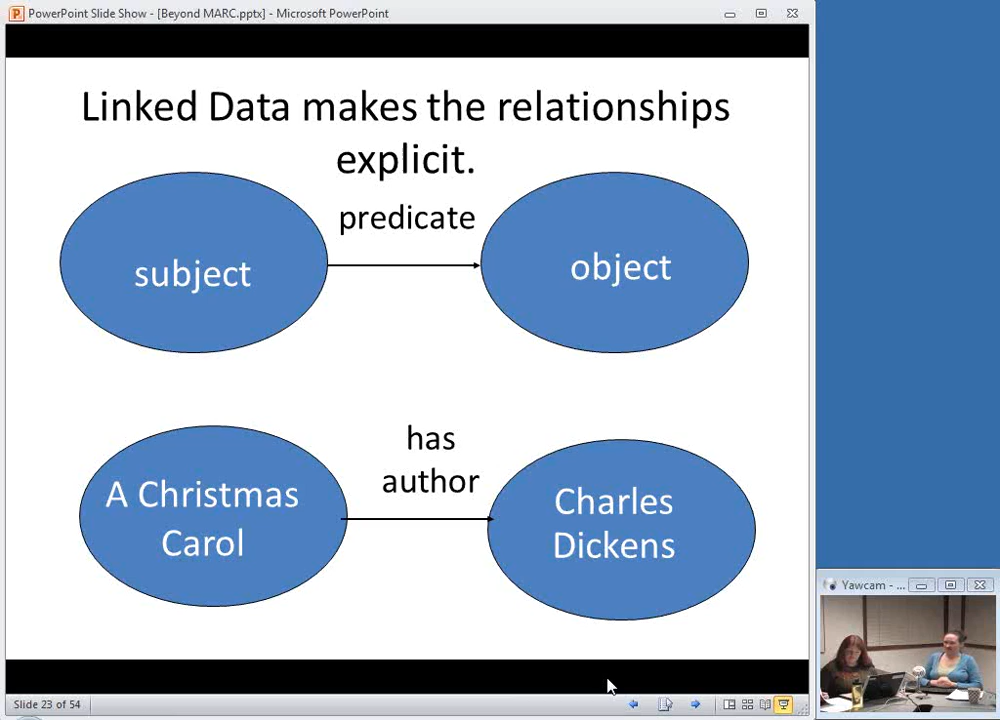 PowerPoint Slide Show - [Beyond MARC.pptx] - Microsoft PowerPoint
Linked Data makes the relationships
explicit.
predicate
subject
object
has
author
A Christmas
Carol
Charles
Dickens
Yawcam - ...
Slide 23 of 54